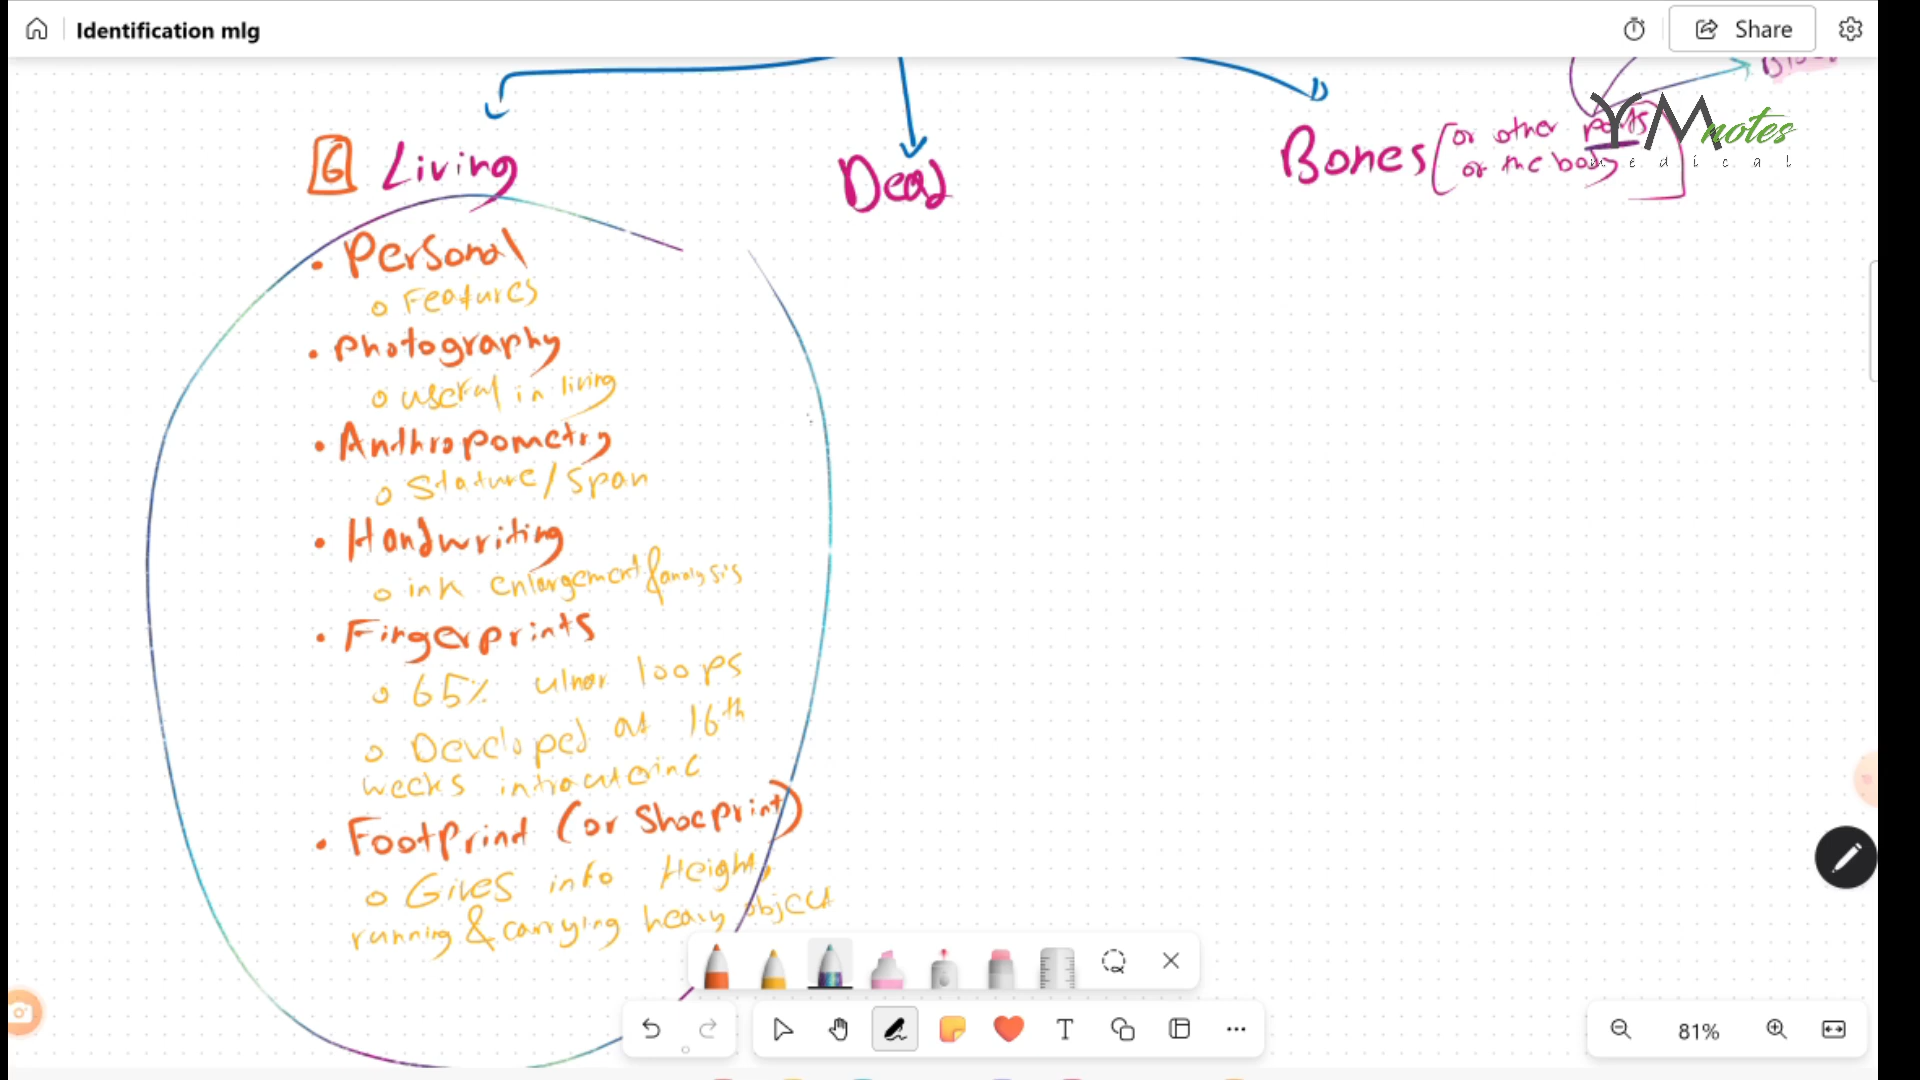 Identification mlg
Share
6 Living
Dead
Bones (or other parts
or the body)
YM notes
medical
• Personal
o Features
• Photography
o useful in living
• Anthropometry
o Stature/span
• Handwriting
o ink enlargement & analysis
• Fingerprints
o 65% ulnar loops
o Developed at 16th
weeks intrauterine
• Footprint (or Shoeprint)
o Gives info Height,
running & carrying heavy object
T
81%